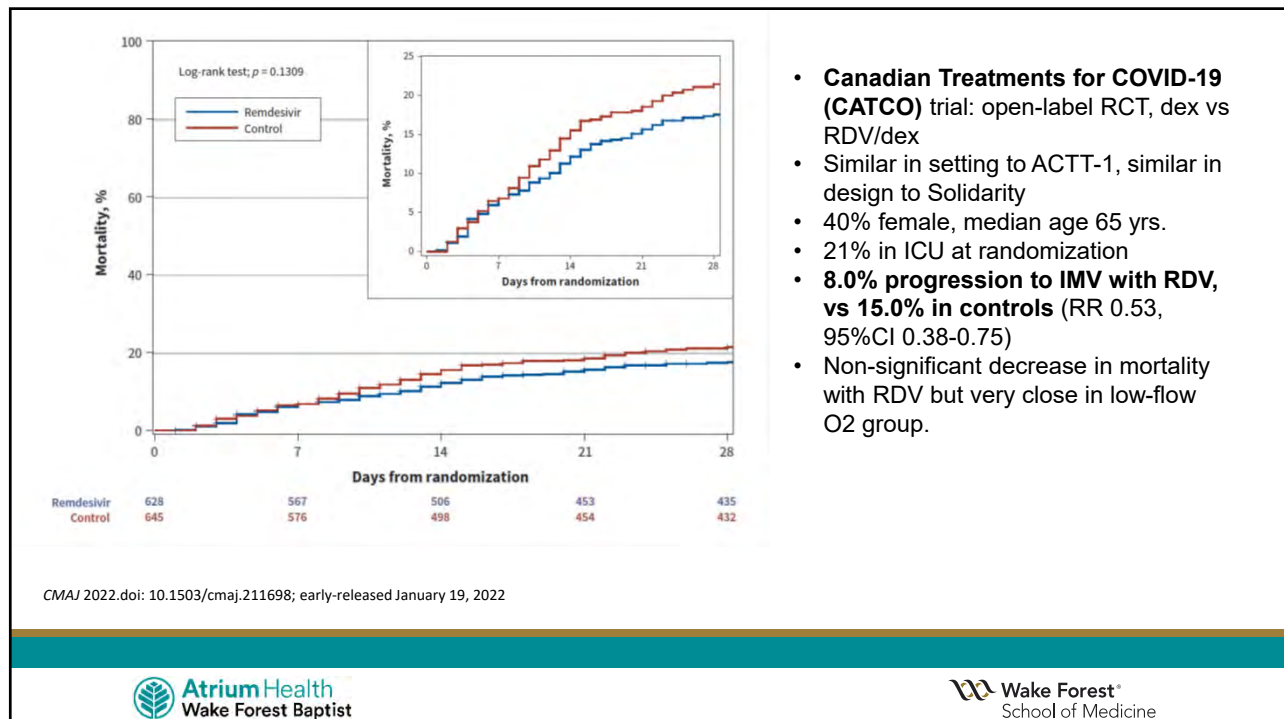 100
80
60
40
20
0
Mortality, %
Log-rank test; p = 0.1309
Remdesivir
Control
25
20
15
10
5
0
Mortality, %
0 7 14 21 28
Days from randomization
0 7 14 21 28
Days from randomization
Remdesivir 628 567 506 453 435
Control 645 576 498 454 432
• Canadian Treatments for COVID-19
(CATCO) trial: open-label RCT, dex vs
RDV/dex
• Similar in setting to ACTT-1, similar in
design to Solidarity
• 40% female, median age 65 yrs.
• 21% in ICU at randomization
• 8.0% progression to IMV with RDV,
vs 15.0% in controls (RR 0.53,
95%CI 0.38-0.75)
• Non-significant decrease in mortality
with RDV but very close in low-flow
O2 group.
CMAJ 2022.doi: 10.1503/cmaj.211698; early-released January 19, 2022
Atrium Health
Wake Forest Baptist
Wake Forest®
School of Medicine